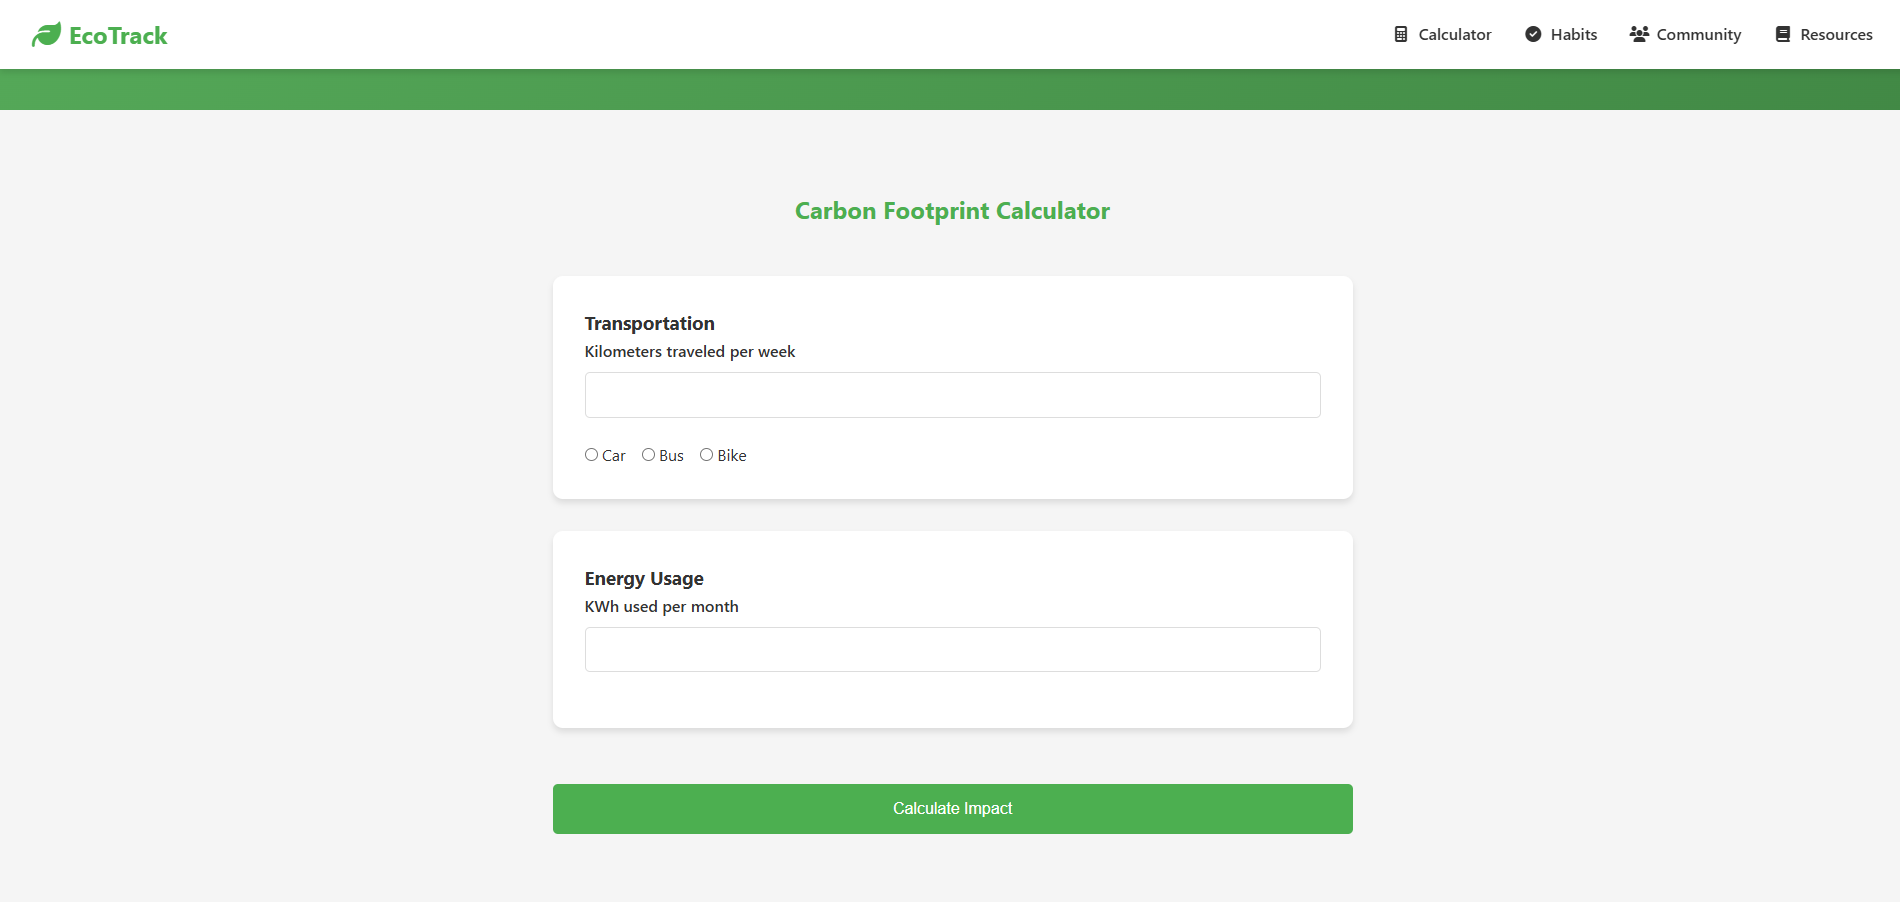 EcoTrack
Calculator Habits Community Resources
Carbon Footprint Calculator
Transportation
Kilometers traveled per week
Car Bus Bike
Energy Usage
KWh used per month
Calculate Impact